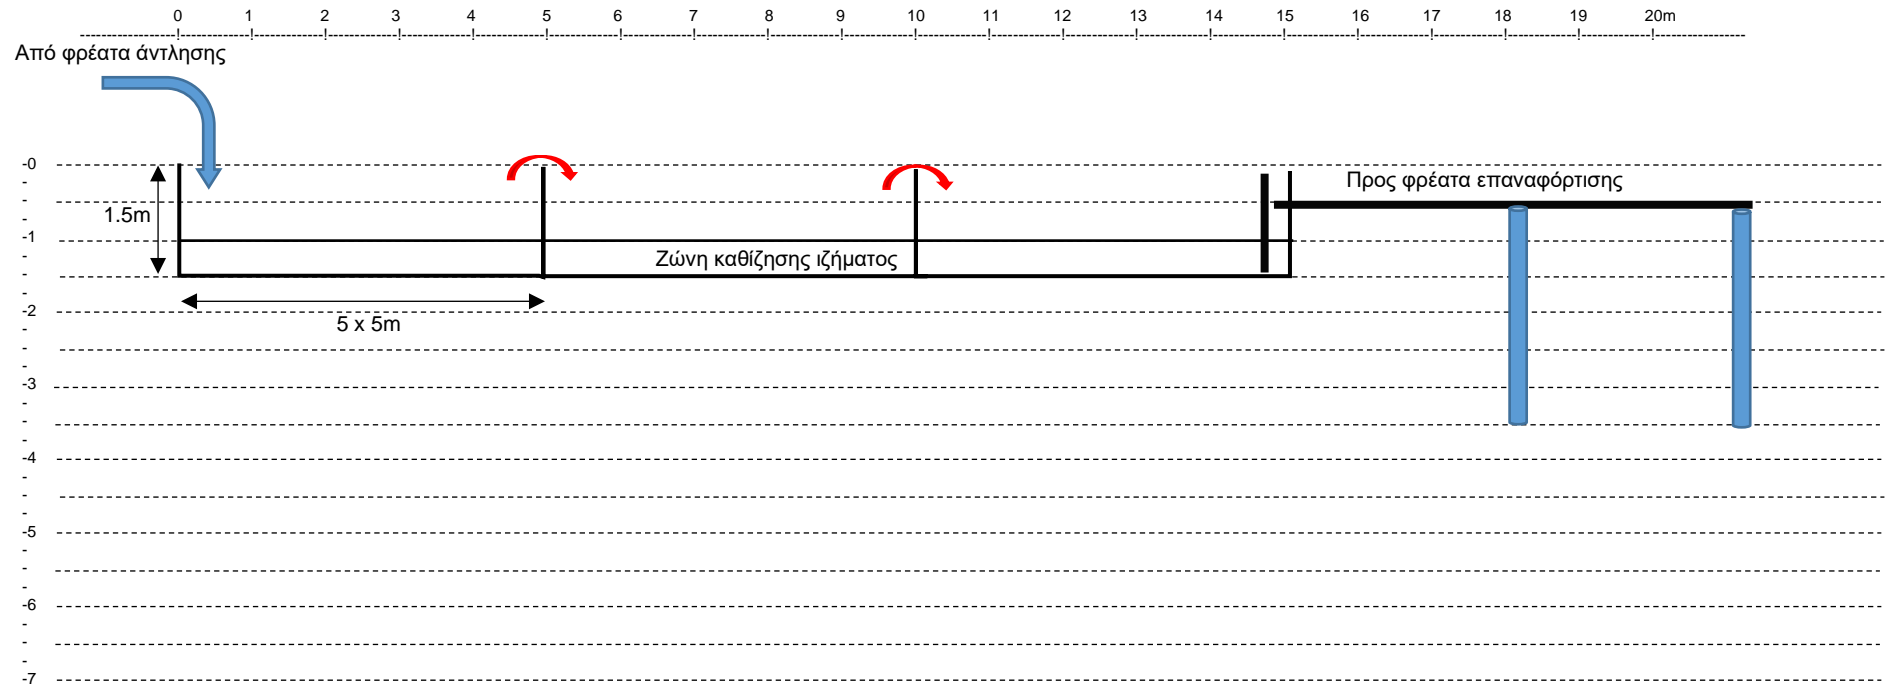 0 1 2 3 4 5 6 7 8 9 10 11 12 13 14 15 16 17 18 19 20m
Από φρέατα άντλησης
-0
Προς φρέατα επαναφόρτισης
1.5m
-1
Ζώνη καθίζησης ιζήματος
-2
5 x 5m
-3
-4
-5
-6
-7